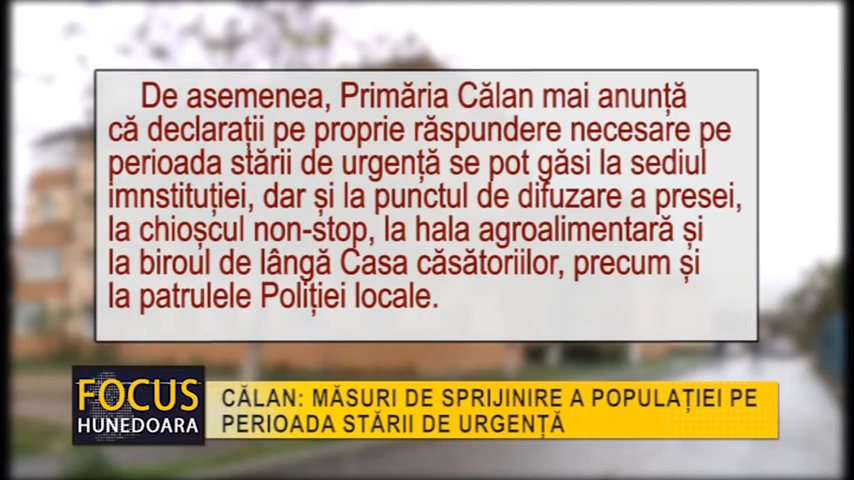 De asemenea, Primăria Călan mai anunță
că declarații pe proprie răspundere necesare pe
perioada stării de urgență se pot găsi la sediul
imnstituției, dar și la punctul de difuzare a presei,
la chioșcul non-stop, la hala agroalimentară și
la biroul de lângă Casa căsătoriilor, precum și
la patrulele Poliției locale.
FOCUS
HUNEDOARA
CĂLAN: MĂSURI DE SPRIJINIRE A POPULAȚIEI PE
PERIOADA STĂRII DE URGENȚĂ